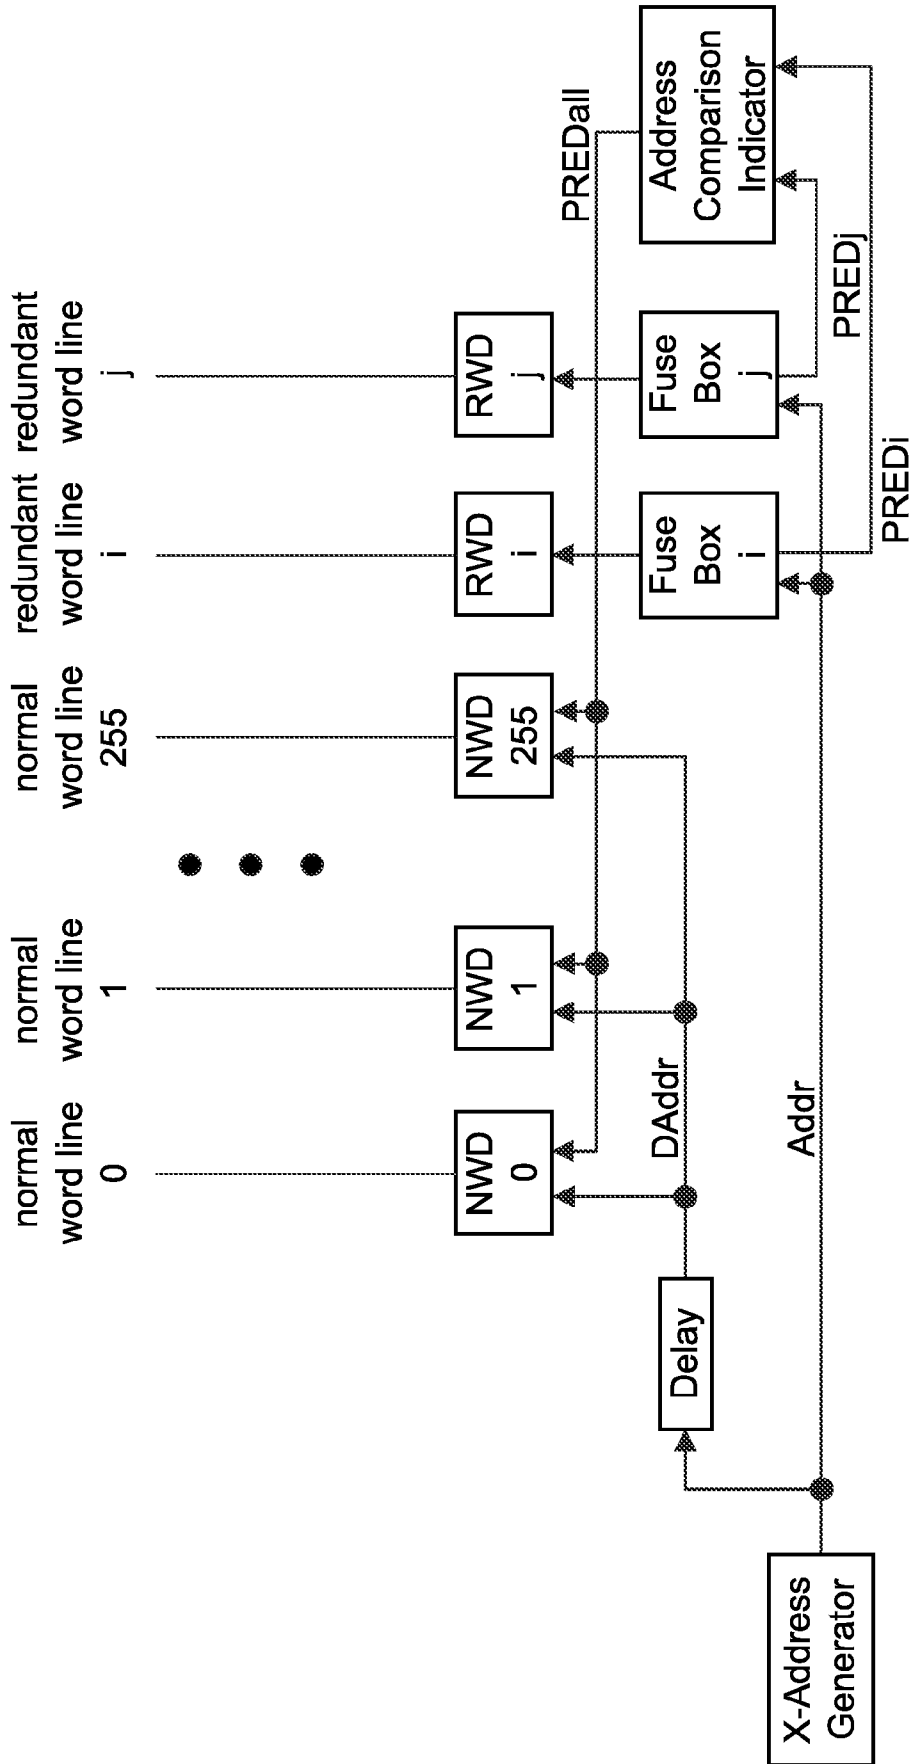 normal
word line
0
normal
word line
1
normal
word line
255
redundant
word line
i
redundant
word line
j
NWD
0
NWD
1
NWD
255
RWD
i
RWD
j
PREDall
Delay
DAddr
Fuse
Box
i
Fuse
Box
j
Address
Comparison
Indicator
X-Address
Generator
Addr
PREDi
PREDj